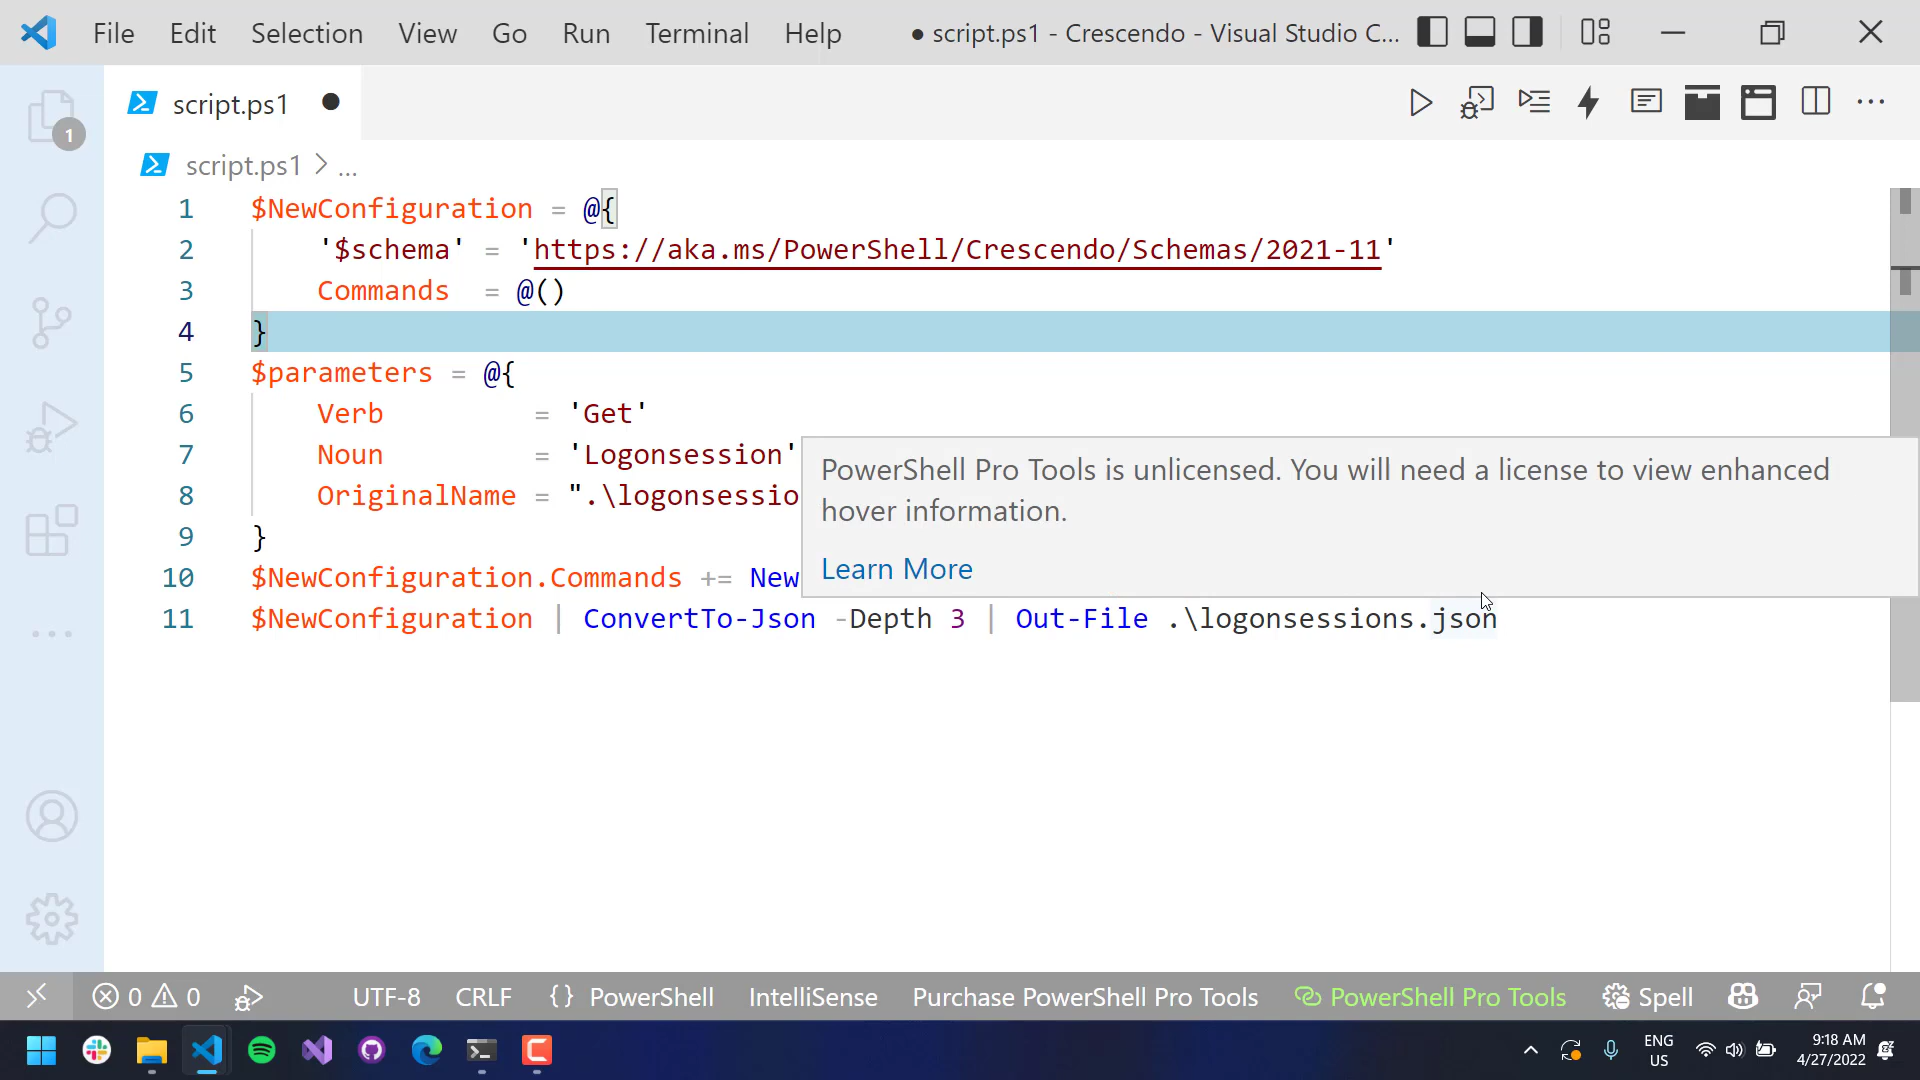 File Edit Selection View Go Run Terminal Help ● script.ps1 - Crescendo - Visual Studio C...
script.ps1 ●
1
script.ps1 > ...
1 $NewConfiguration = @{
2 '$schema' = 'https://aka.ms/PowerShell/Crescendo/Schemas/2021-11'
3 Commands = @()
4 }
5 $parameters = @{
6 Verb = 'Get'
7 Noun = 'Logonsession'
8 OriginalName = ".\logonsessio
9 }
10 $NewConfiguration.Commands += New
11 $NewConfiguration | ConvertTo-Json -Depth 3 | Out-File .\logonsessions.json
PowerShell Pro Tools is unlicensed. You will need a license to view enhanced
hover information.
Learn More
0 0 UTF-8 CRLF {} PowerShell IntelliSense Purchase PowerShell Pro Tools PowerShell Pro Tools Spell
ENG
US
9:18 AM
4/27/2022